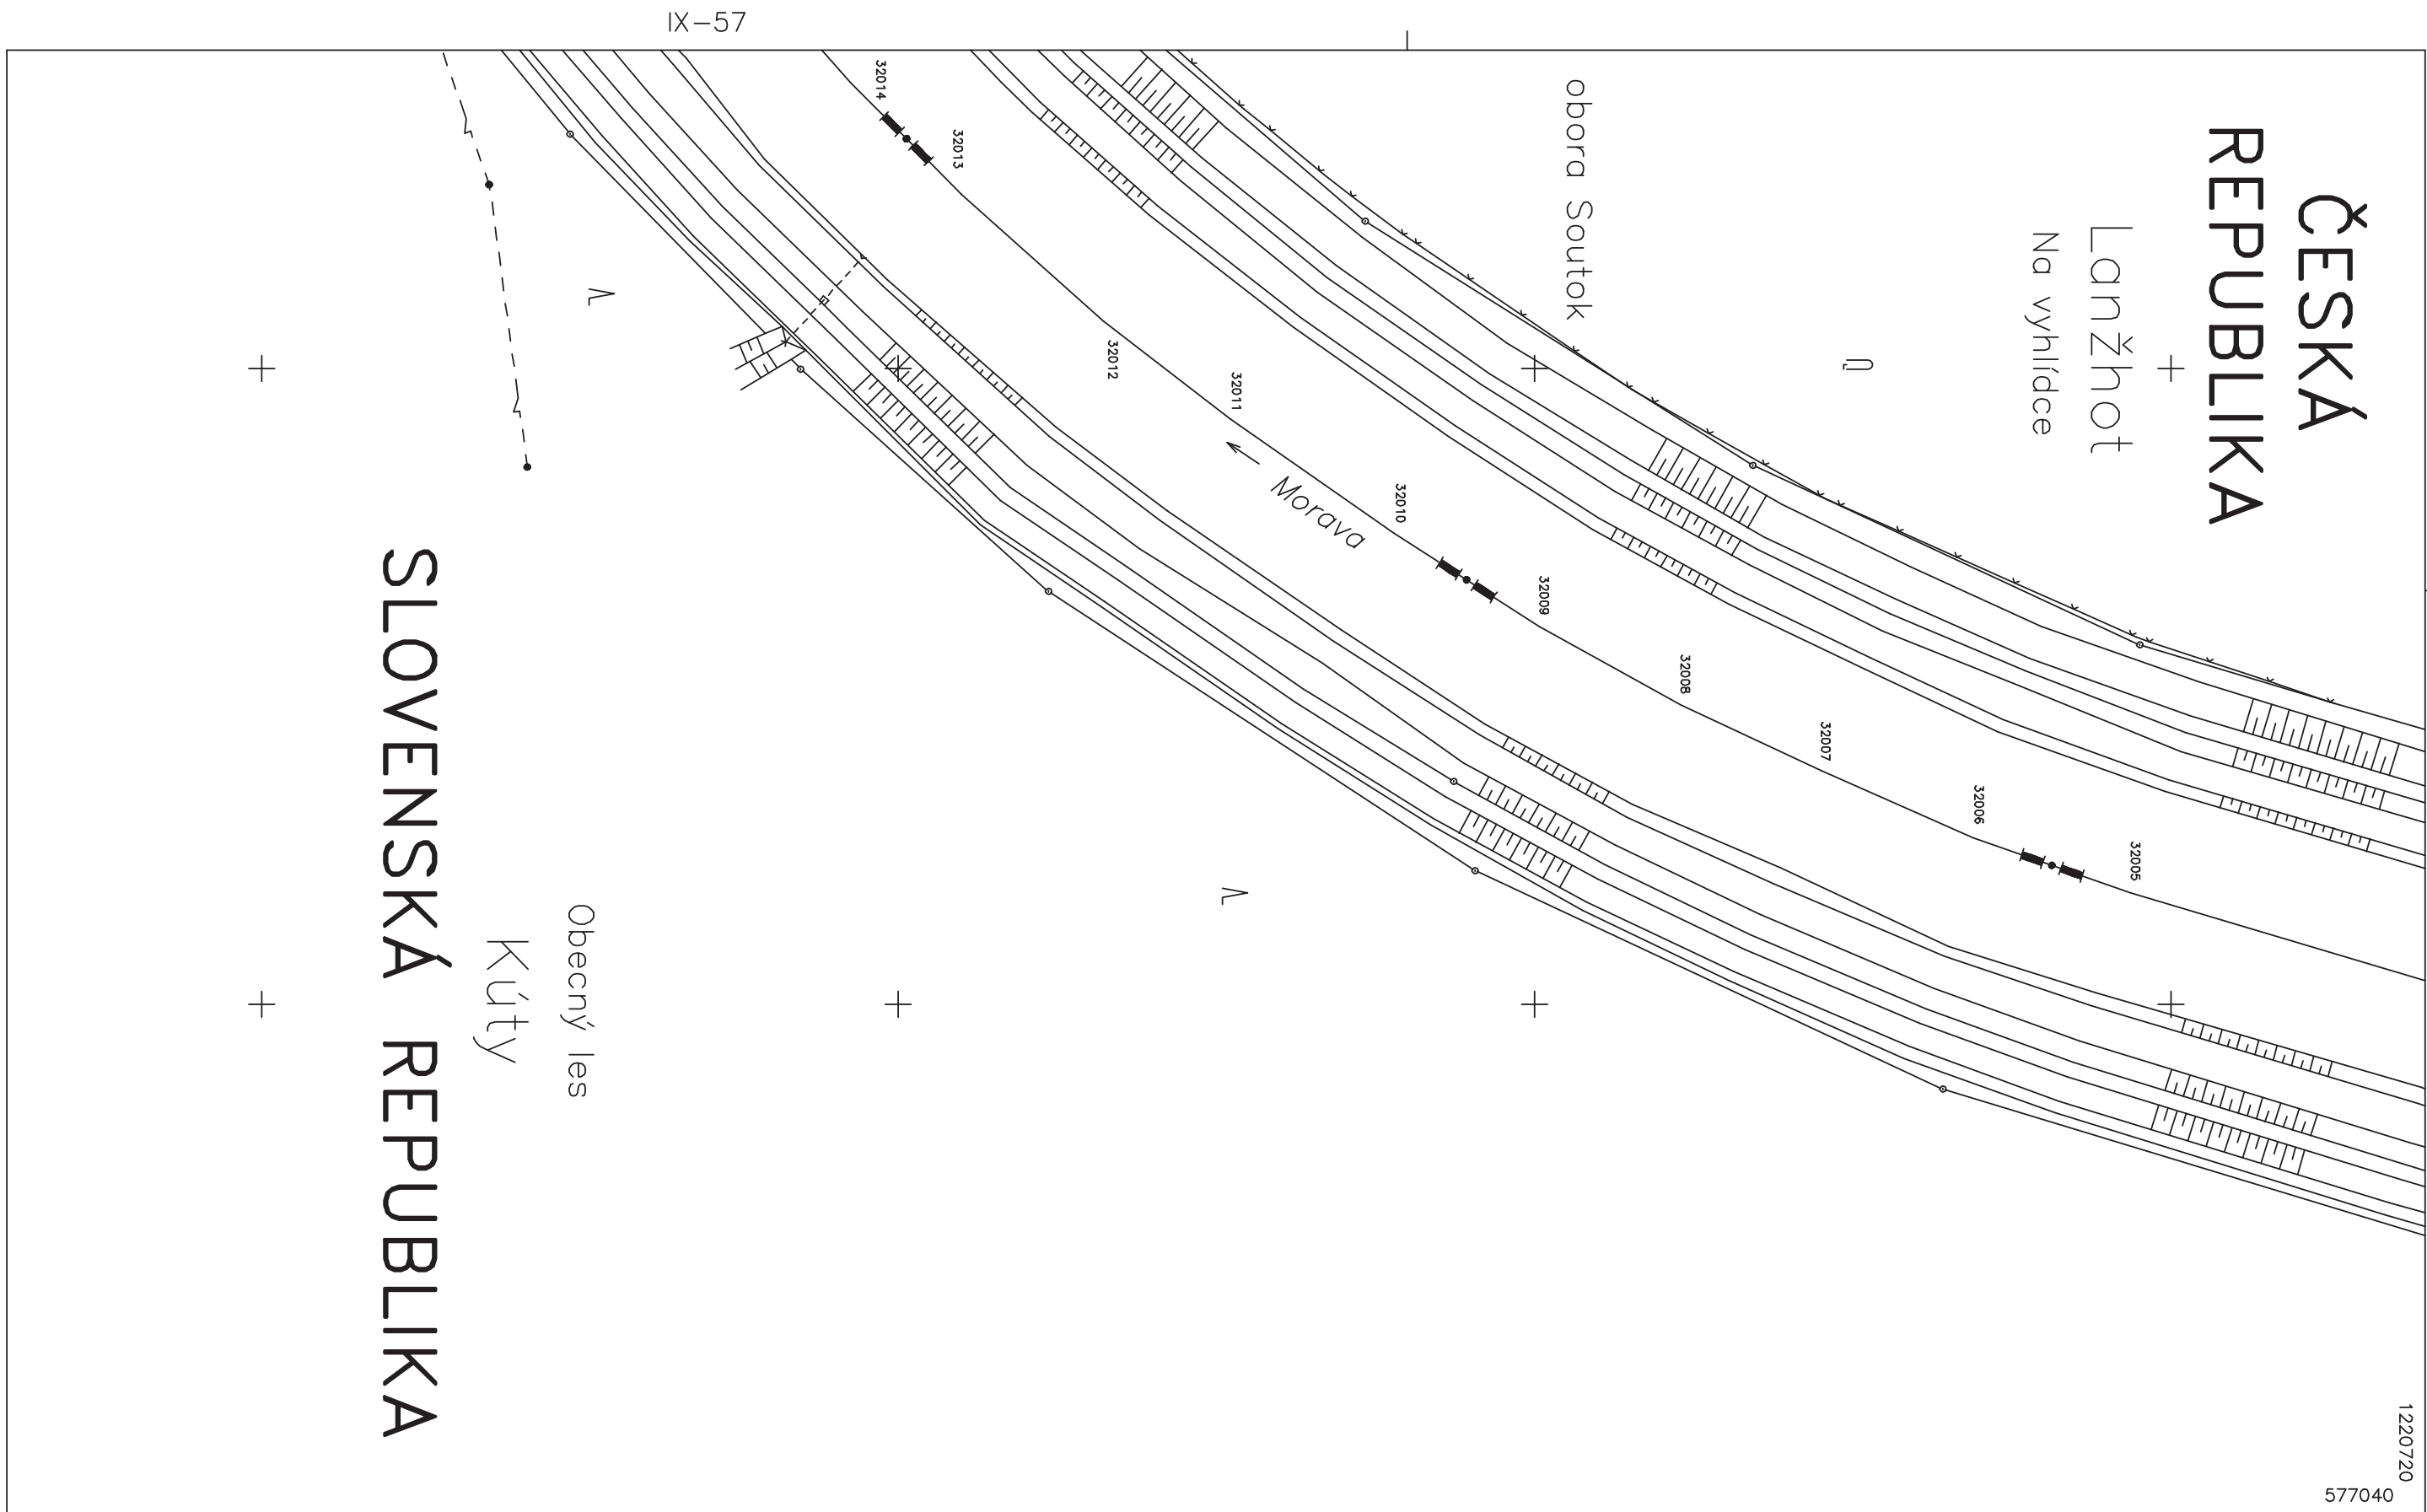 IX-57
ČESKÁ
REPUBLIKA
Lanžhot
Na vyhlídce
obora Soutok
32014
32013
32012
32011
32010
32009
32008
32007
32006
32005
Morava
SLOVENSKÁ REPUBLIKA
Obecný les
Kúty
1220720
577040